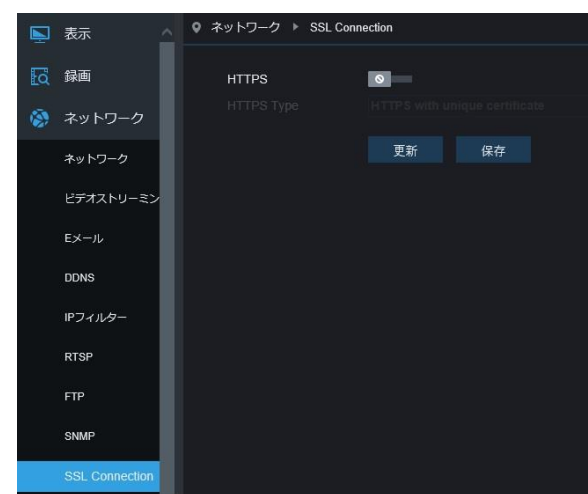 表示
録画
ネットワーク
ネットワーク
ビデオストリーミン
Eメール
DDNS
IPフィルター
RTSP
FTP
SNMP
SSL Connection
ネットワーク ▶ SSL Connection
HTTPS
HTTPS Type HTTPS with unique certificate
更新 保存